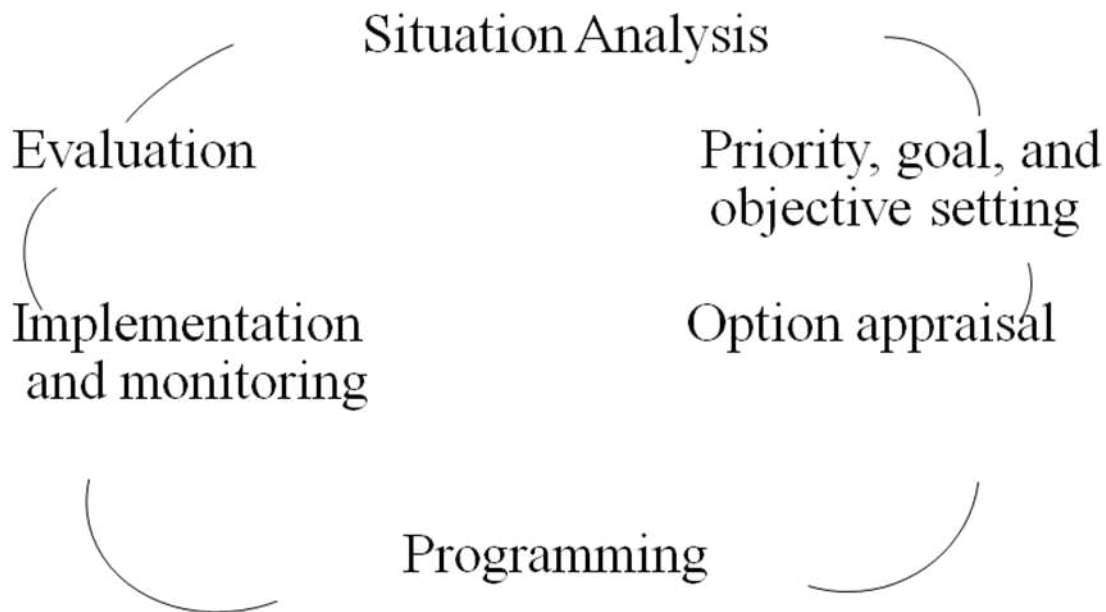 Situation Analysis
Evaluation
Priority, goal, and
objective setting
Implementation
and monitoring
Option appraisal
Programming